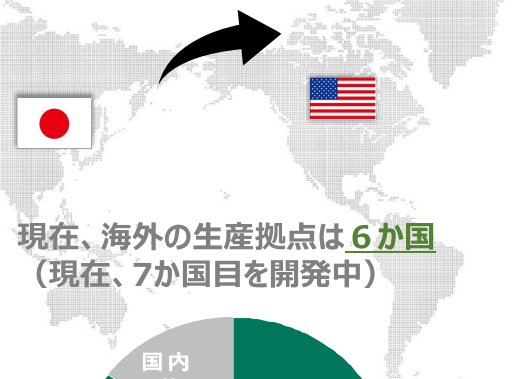 現在、海外の生産拠点は６か国
（現在、7か国目を開発中）
国内